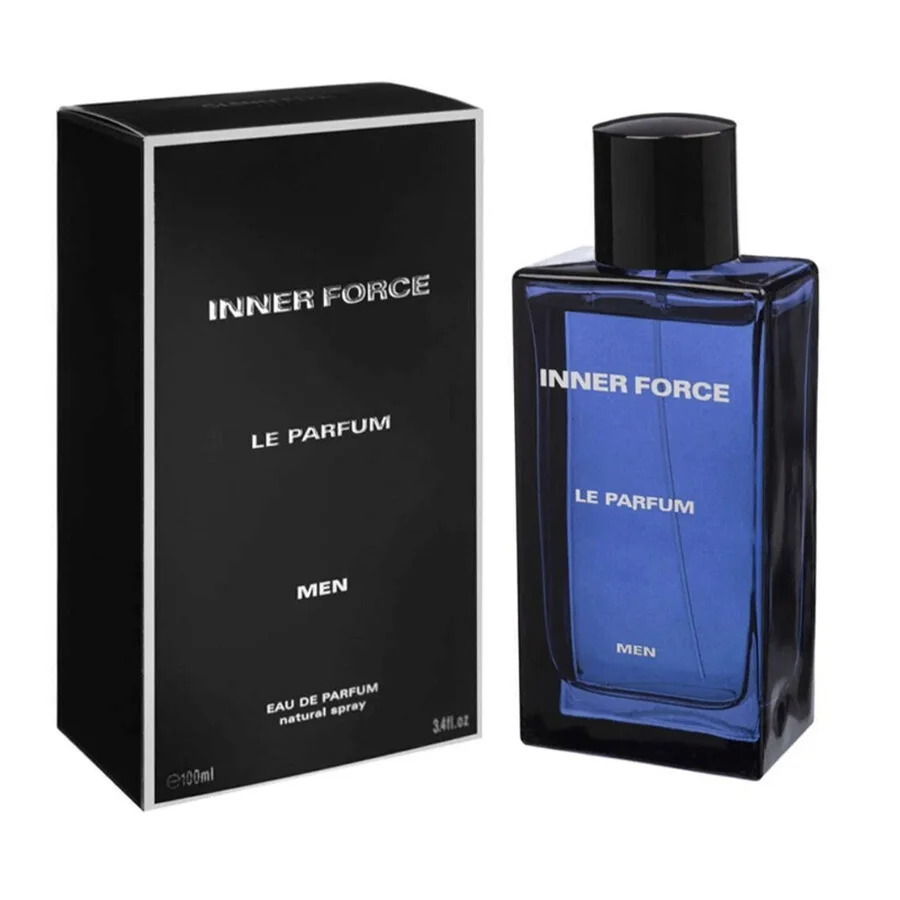 INNER FORCE
LE PARFUM
MEN
EAU DE PARFUM
natural spray
3.4fl.oz
℮100ml
INNER FORCE
LE PARFUM
MEN